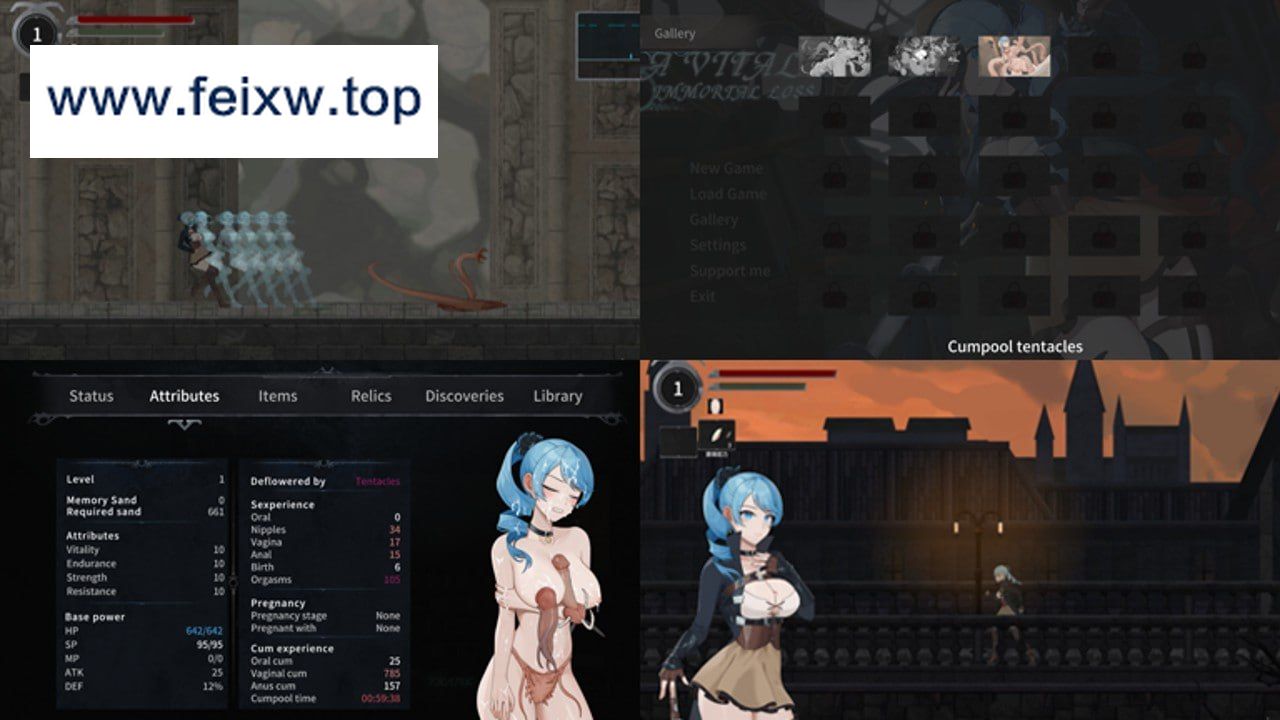 1
www.feixw.top
Gallery
A VITAL
IMMORTAL LOSS
New Game
Load Game
Gallery
Settings
Support me
Exit
Cumpool tentacles
Status Attributes Items Relics Discoveries Library
Level 1
Memory Sand 0
Required sand 661
Attributes
Vitality 10
Endurance 10
Strength 10
Resistance 10
Base power
HP 642/642
SP 95/95
MP 0/0
ATK 25
DEF 12%
Deflowered by Tentacles
Sexperience
Oral 0
Nipples 34
Vagina 17
Anal 15
Birth 6
Orgasms 105
Pregnancy
Pregnancy stage None
Pregnant with None
Cum experience
Oral cum 25
Vaginal cum 785
Anus cum 157
Cumpool time 00:59:38
1